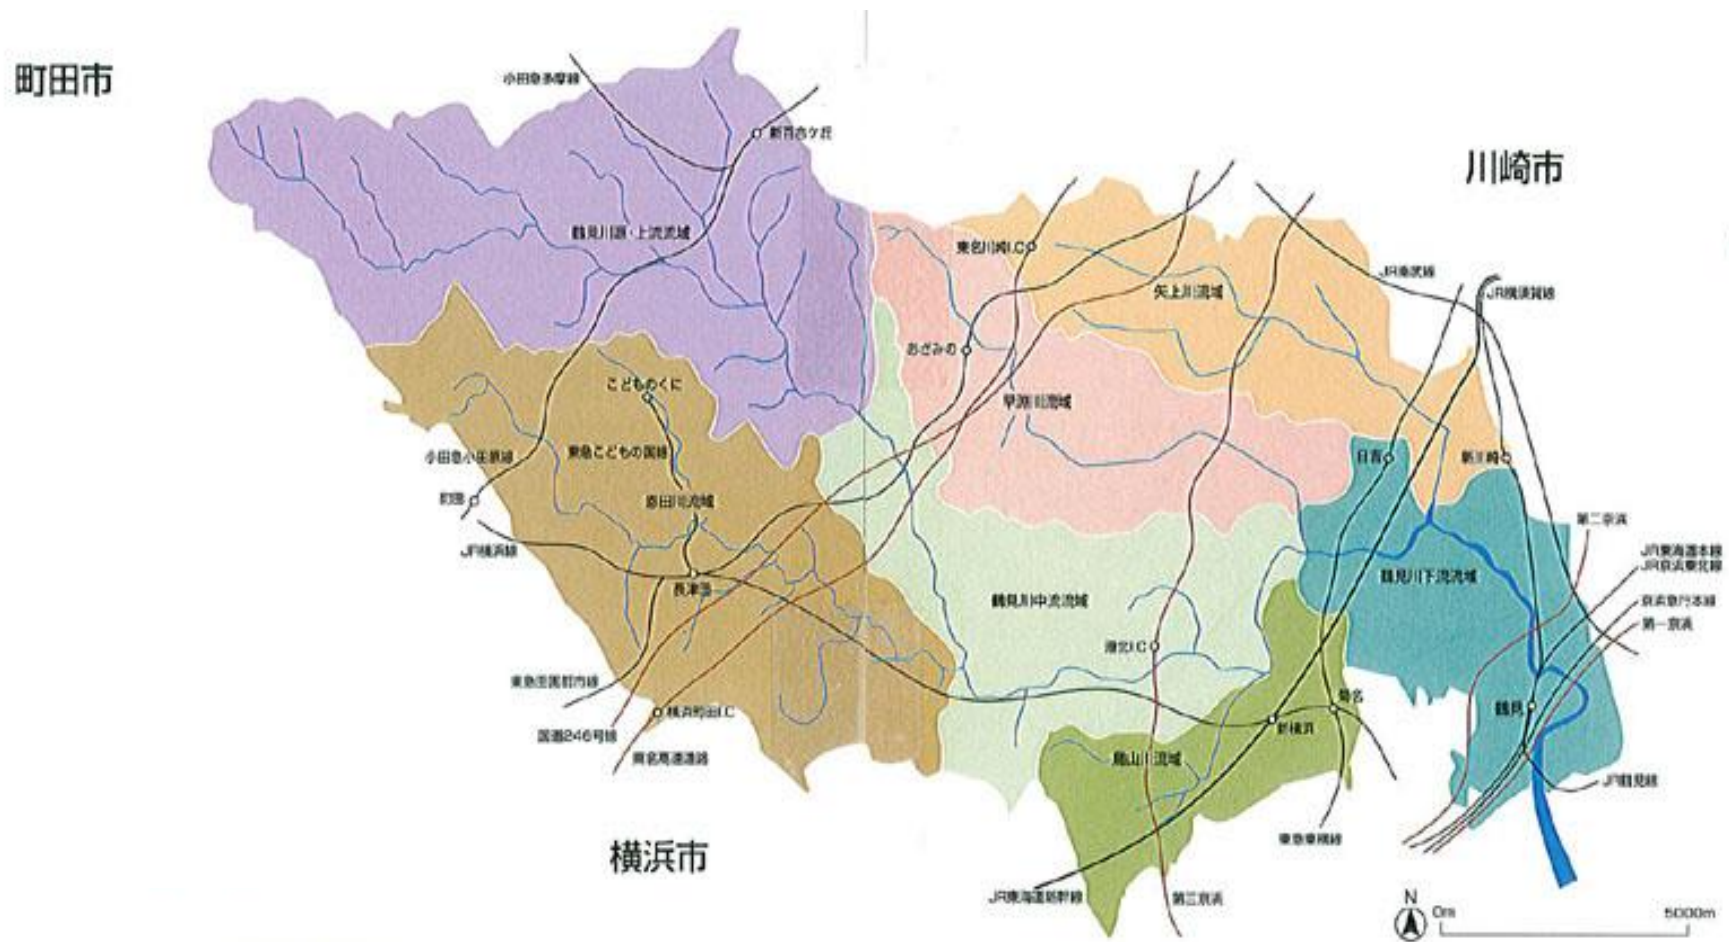 町田市
小田急多摩線
新百合ケ丘
川崎市
鶴見川源・上流流域
東名川崎I.C
JR南武線
矢上川流域
JR横須賀線
あざみの
こどものくに
早渕川流域
小田急小田原線
東急こどもの国線
日吉
新川崎
町田
恩田川流域
第二京浜
JR横浜線
JR東海道本線
JR京浜東北線
鶴見川下流流域
長津田
鶴見川中流流域
京浜急行本線
第一京浜
港北I.C
東急田園都市線
菊名
横浜町田I.C
鶴見
新横浜
国道246号線
東名高速道路
鳥山川流域
JR鶴見線
東急東横線
横浜市
JR東海道新幹線
第三京浜
N
0m
5000m